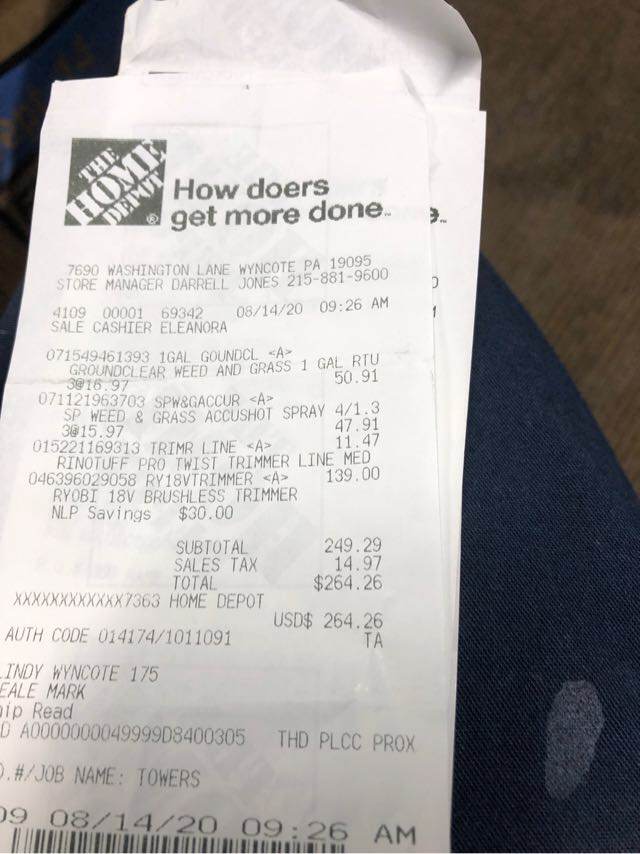 THE
HOME
DEPOT
®
How doers
get more done™
7690 WASHINGTON LANE WYNCOTE PA 19095
STORE MANAGER DARRELL JONES 215-881-9600
4109 00001 69342 08/14/20 09:26 AM
SALE CASHIER ELEANORA
071549461393 1GAL GOUNDCL <A>
GROUNDCLEAR WEED AND GRASS 1 GAL RTU
3@16.97 50.91
071121963703 SPW&GACCUR <A>
SP WEED & GRASS ACCUSHOT SPRAY 4/1.3
3@15.97 47.91
015221169313 TRIMR LINE <A> 11.47
RINOTUFF PRO TWIST TRIMMER LINE MED
046396029058 RY18VTRIMMER <A> 139.00
RYOBI 18V BRUSHLESS TRIMMER
NLP Savings $30.00
SUBTOTAL 249.29
SALES TAX 14.97
TOTAL $264.26
XXXXXXXXXXXX7363 HOME DEPOT
USD$ 264.26
AUTH CODE 014174/1011091 TA
LINDY WYNCOTE 175
EALE MARK
hip Read
D A0000000049999D8400305 THD PLCC PROX
O.#/JOB NAME: TOWERS
09 08/14/20 09:26 AM